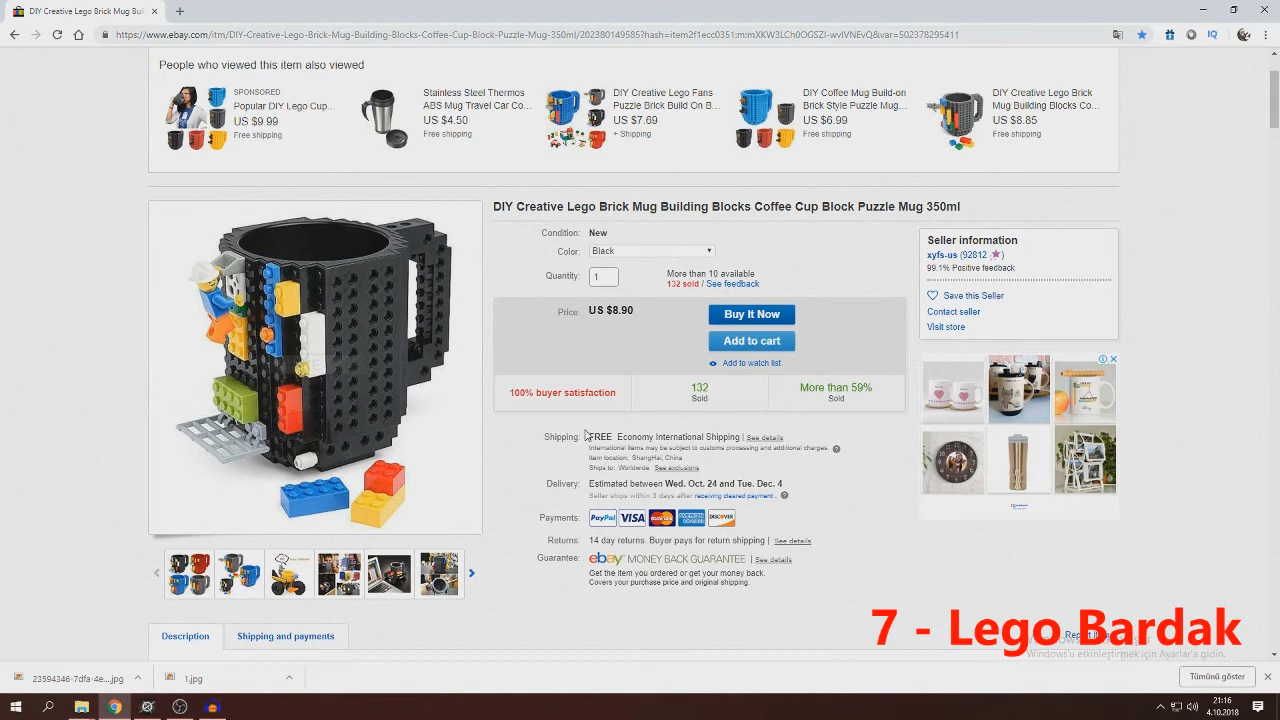 DIY Creative Lego Brick Mug Bui
https://www.ebay.com/itm/DIY-Creative-Lego-Brick-Mug-Building-Blocks-Coffee-Cup-Block-Puzzle-Mug-350ml/202380149585?hash=item2f1ecc0351:m:mXKW3LCh0OGSZl-wvIVNEvQ&var=502378295411
People who viewed this item also viewed
SPONSORED
Popular DIY Lego Cup...
US $9.99
Free shipping
Stainless Steel Thermos
ABS Mug Travel Car Co...
US $4.50
Free shipping
DIY Creative Lego Fans
Puzzle Brick Build On B...
US $7.69
+ Shipping
DIY Coffee Mug Build-on
Brick Style Puzzle Mug...
US $6.99
Free shipping
DIY Creative Lego Brick
Mug Building Blocks Co...
US $8.85
Free shipping
DIY Creative Lego Brick Mug Building Blocks Coffee Cup Block Puzzle Mug 350ml
Condition: New
Color: Black
Quantity: 1
More than 10 available
132 sold / See feedback
Price: US $8.90
Buy It Now
Add to cart
Add to watch list
100% buyer satisfaction
132
Sold
More than 59%
Sold
Shipping: FREE Economy International Shipping | See details
International items may be subject to customs processing and additional charges.
Item location: ShangHai, China
Ships to: Worldwide See exclusions
Delivery: Estimated between Wed. Oct. 24 and Tue. Dec. 4
Seller ships within 3 days after receiving cleared payment.
Payments: PayPal VISA AMERICAN EXPRESS DISCOVER
Returns: 14 day returns. Buyer pays for return shipping | See details
Guarantee: ebay MONEY BACK GUARANTEE | See details
Get the item you ordered or get your money back.
Covers your purchase price and original shipping.
Seller information
xyfs-us (92812)
99.1% Positive feedback
Save this Seller
Contact seller
Visit store
Description
Shipping and payments
7 - Lego Bardak
Windows'u etkinleştirmek için Ayarlar'a gidin.
23594346-7dfa-4e....jpg
1.jpg
Tümünü göster
21:16
4.10.2018